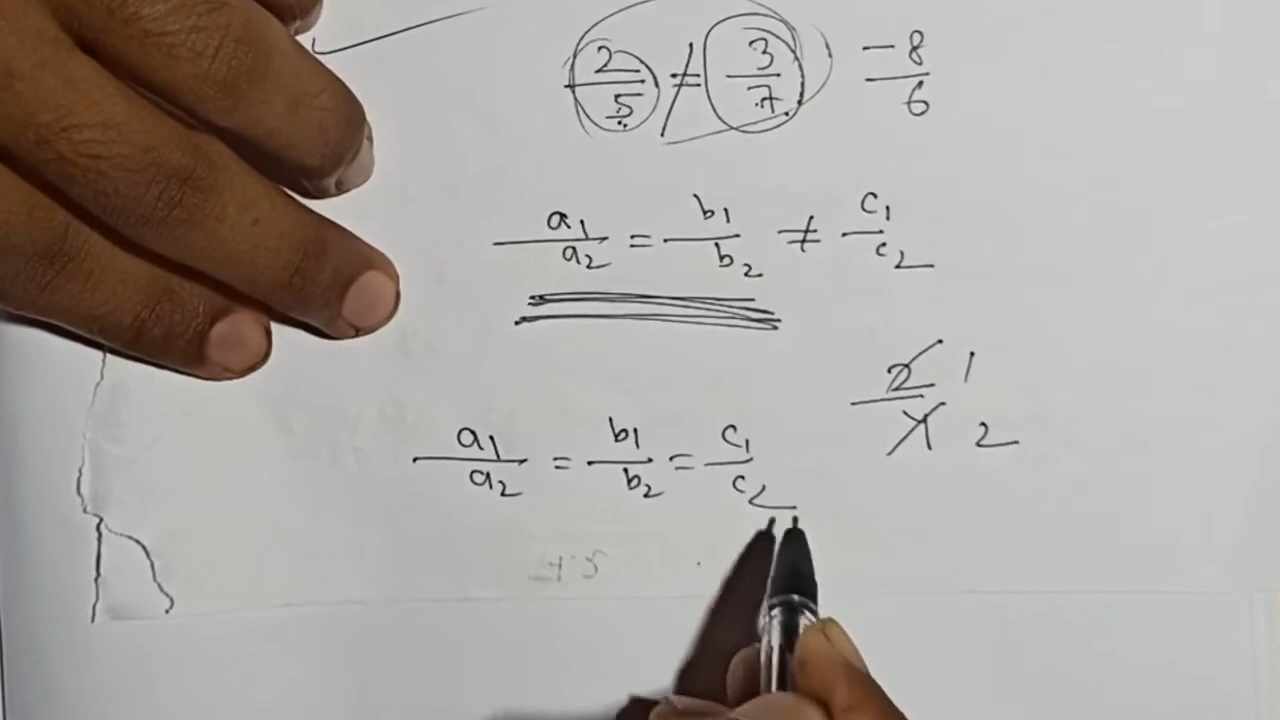 2/5 ≠ 3/7 -8/6
a1/a2 = b1/b2 ≠ c1/c2
2/4 1/2
a1/a2 = b1/b2 = c1/c2